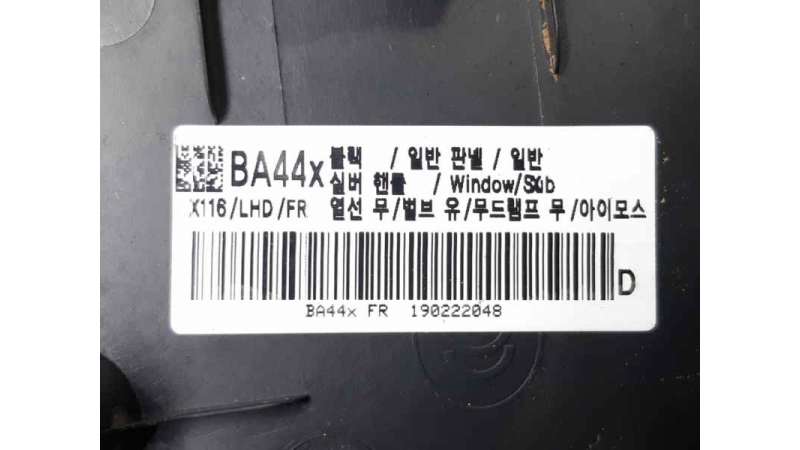 BA44x 블랙 / 일반 판넬 / 일반
실버 핸들 / Window/Sub
X116/LHD/FR 열선 무/벌브 유/무드램프 무/아이모스
D
BA44x FR 190222048